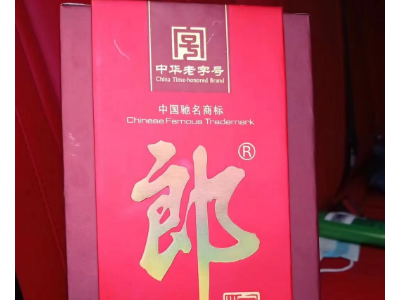 中华老字号
China Time-honored Brand
中国驰名商标
Chinese Famous Trademark
郎®